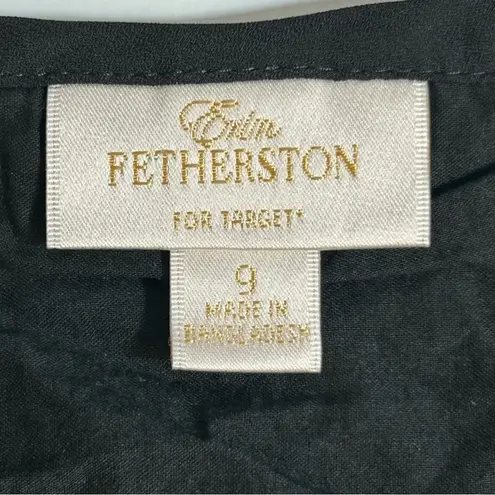 Erin
FETHERSTON
FOR TARGET*
9
MADE IN
BANGLADESH